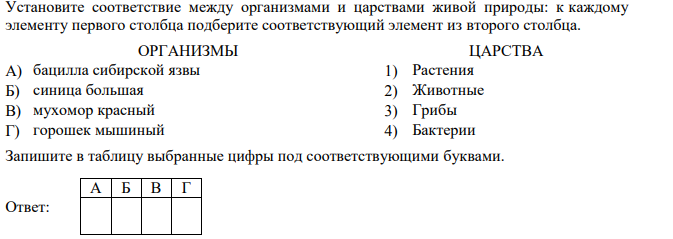 Установите соответствие между организмами и царствами живой природы: к каждому
элементу первого столбца подберите соответствующий элемент из второго столбца.
ОРГАНИЗМЫ ЦАРСТВА
А) бацилла сибирской язвы 1) Растения
Б) синица большая 2) Животные
В) мухомор красный 3) Грибы
Г) горошек мышиный 4) Бактерии
Запишите в таблицу выбранные цифры под соответствующими буквами.
А Б В Г
Ответ: